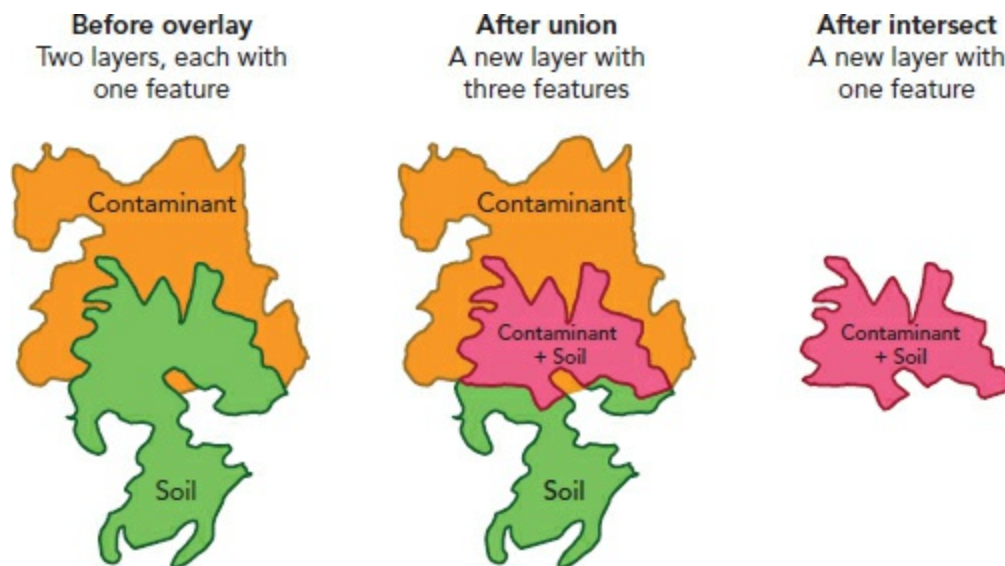 Before overlay
Two layers, each with
one feature
After union
A new layer with
three features
After intersect
A new layer with
one feature
Contaminant
Soil
Contaminant
Contaminant
+ Soil
Soil
Contaminant
+ Soil